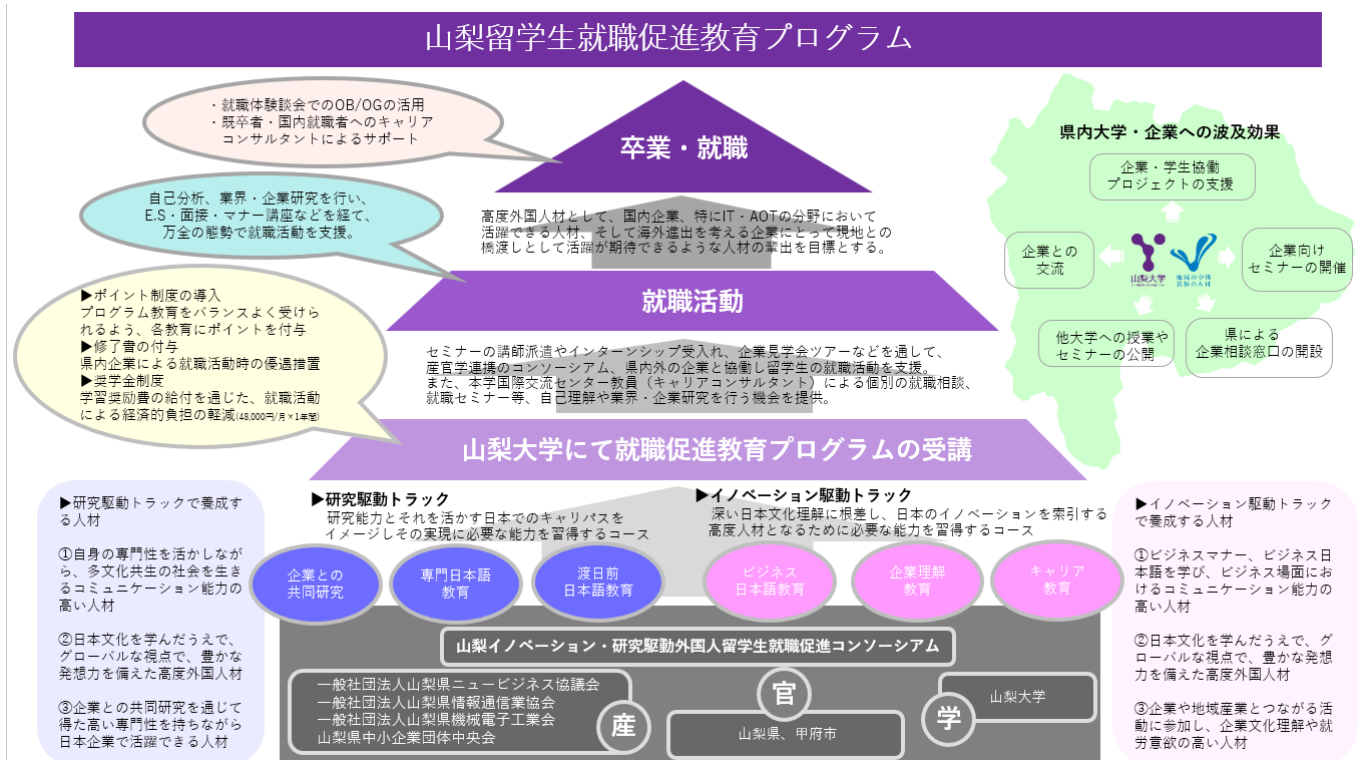 山梨留学生就職促進教育プログラム
・就職体験談会でのOB/OGの活用
・既卒者・国内就職者へのキャリア
コンサルタントによるサポート
卒業・就職
自己分析、業界・企業研究を行い、
E.S・面接・マナー講座などを経て、
万全の態勢で就職活動を支援。
高度外国人材として、国内企業、特にIT・AOTの分野において
活躍できる人材、そして海外進出を考える企業にとって現地との
橋渡しとして活躍が期待できるような人材の輩出を目標とする。
就職活動
▶ポイント制度の導入
プログラム教育をバランスよく受けら
れるよう、各教育にポイントを付与
▶修了書の付与
県内企業による就職活動時の優遇措置
▶奨学金制度
学習奨励費の給付を通じた、就職活動
による経済的負担の軽減(48,000円/月×1年間)
セミナーの講師派遣やインターンシップ受入れ、企業見学会ツアーなどを通して、
産官学連携のコンソーシアム、県内外の企業と協働し留学生の就職活動を支援。
また、本学国際交流センター教員（キャリアコンサルタント）による個別の就職相談、
就職セミナー等、自己理解や業界・企業研究を行う機会を提供。
県内大学・企業への波及効果
企業・学生協働
プロジェクトの支援
企業との
交流
山梨大学
地域の中核
世界の人材
企業向け
セミナーの開催
他大学への授業や
セミナーの公開
県による
企業相談窓口の開設
山梨大学にて就職促進教育プログラムの受講
▶研究駆動トラック
研究能力とそれを活かす日本でのキャリパスを
イメージしその実現に必要な能力を習得するコース
▶イノベーション駆動トラック
深い日本文化理解に根差し、日本のイノベーションを索引する
高度人材となるために必要な能力を習得するコース
▶研究駆動トラックで養成す
る人材
①自身の専門性を活かしなが
ら、多文化共生の社会を生き
るコミュニケーション能力の
高い人材
②日本文化を学んだうえで、
グローバルな視点で、豊かな
発想力を備えた高度外国人材
③企業との共同研究を通じて
得た高い専門性を持ちながら
日本企業で活躍できる人材
企業との
共同研究
専門日本語
教育
渡日前
日本語教育
ビジネス
日本語教育
企業理解
教育
キャリア
教育
▶イノベーション駆動トラック
で養成する人材
①ビジネスマナー、ビジネス日
本語を学び、ビジネス場面にお
けるコミュニケーション能力の
高い人材
②日本文化を学んだうえで、グ
ローバルな視点で、豊かな発想
力を備えた高度外国人材
③企業や地域産業とつながる活
動に参加し、企業文化理解や就
労意欲の高い人材
山梨イノベーション・研究駆動外国人留学生就職促進コンソーシアム
一般社団法人山梨県ニュービジネス協議会
一般社団法人山梨県情報通信業協会
一般社団法人山梨県機械電子工業会
山梨県中小企業団体中央会
産
官
山梨県、甲府市
学
山梨大学